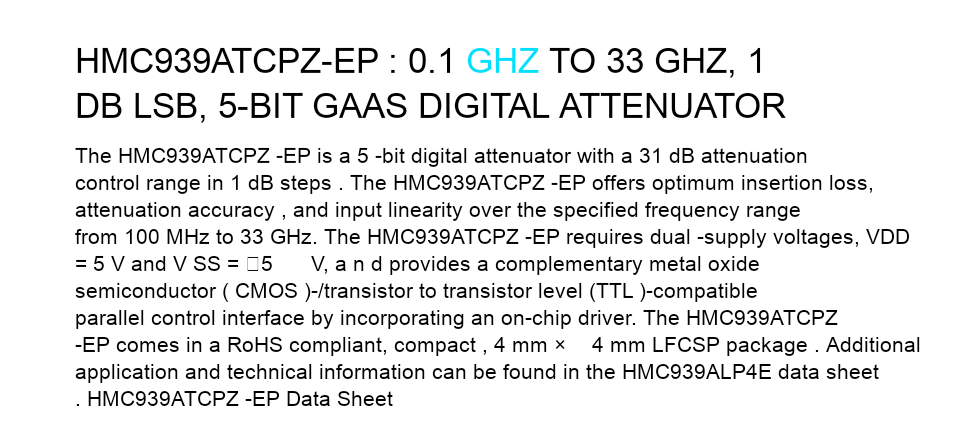 HMC939ATCPZ-EP : 0.1 GHZ TO 33 GHZ, 1
DB LSB, 5-BIT GAAS DIGITAL ATTENUATOR
The HMC939ATCPZ -EP is a 5 -bit digital attenuator with a 31 dB attenuation
control range in 1 dB steps . The HMC939ATCPZ -EP offers optimum insertion loss,
attenuation accuracy , and input linearity over the specified frequency range
from 100 MHz to 33 GHz. The HMC939ATCPZ -EP requires dual -supply voltages, VDD
= 5 V and V SS = □5 V, a n d provides a complementary metal oxide
semiconductor ( CMOS )-/transistor to transistor level (TTL )-compatible
parallel control interface by incorporating an on-chip driver. The HMC939ATCPZ
-EP comes in a RoHS compliant, compact , 4 mm × 4 mm LFCSP package . Additional
application and technical information can be found in the HMC939ALP4E data sheet
. HMC939ATCPZ -EP Data Sheet